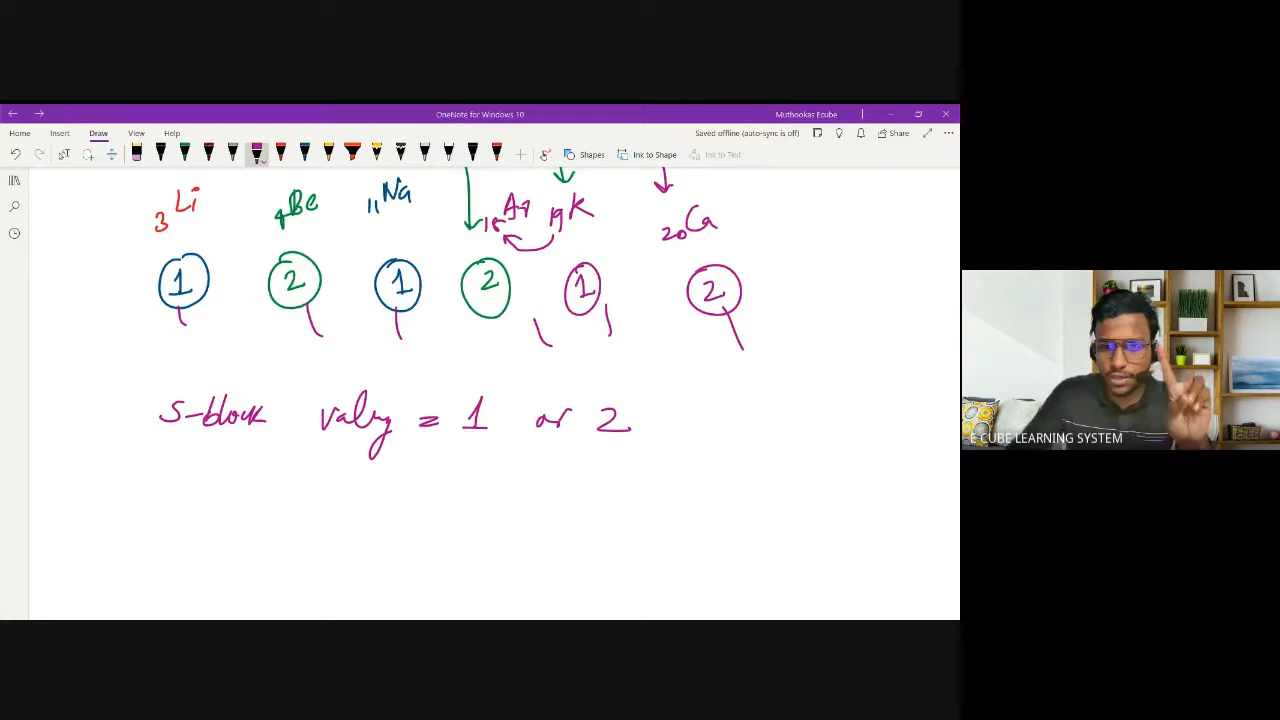 OneNote for Windows 10
Muthookas Ecube
Home Insert Draw View Help
Saved offline (auto-sync is off) Share
Shapes Ink to Shape Ink to Text
3Li 4Be 11Na 18Ar 19K 20Ca
1 2 1 2 1 2
S-block valency = 1 or 2
E CUBE LEARNING SYSTEM